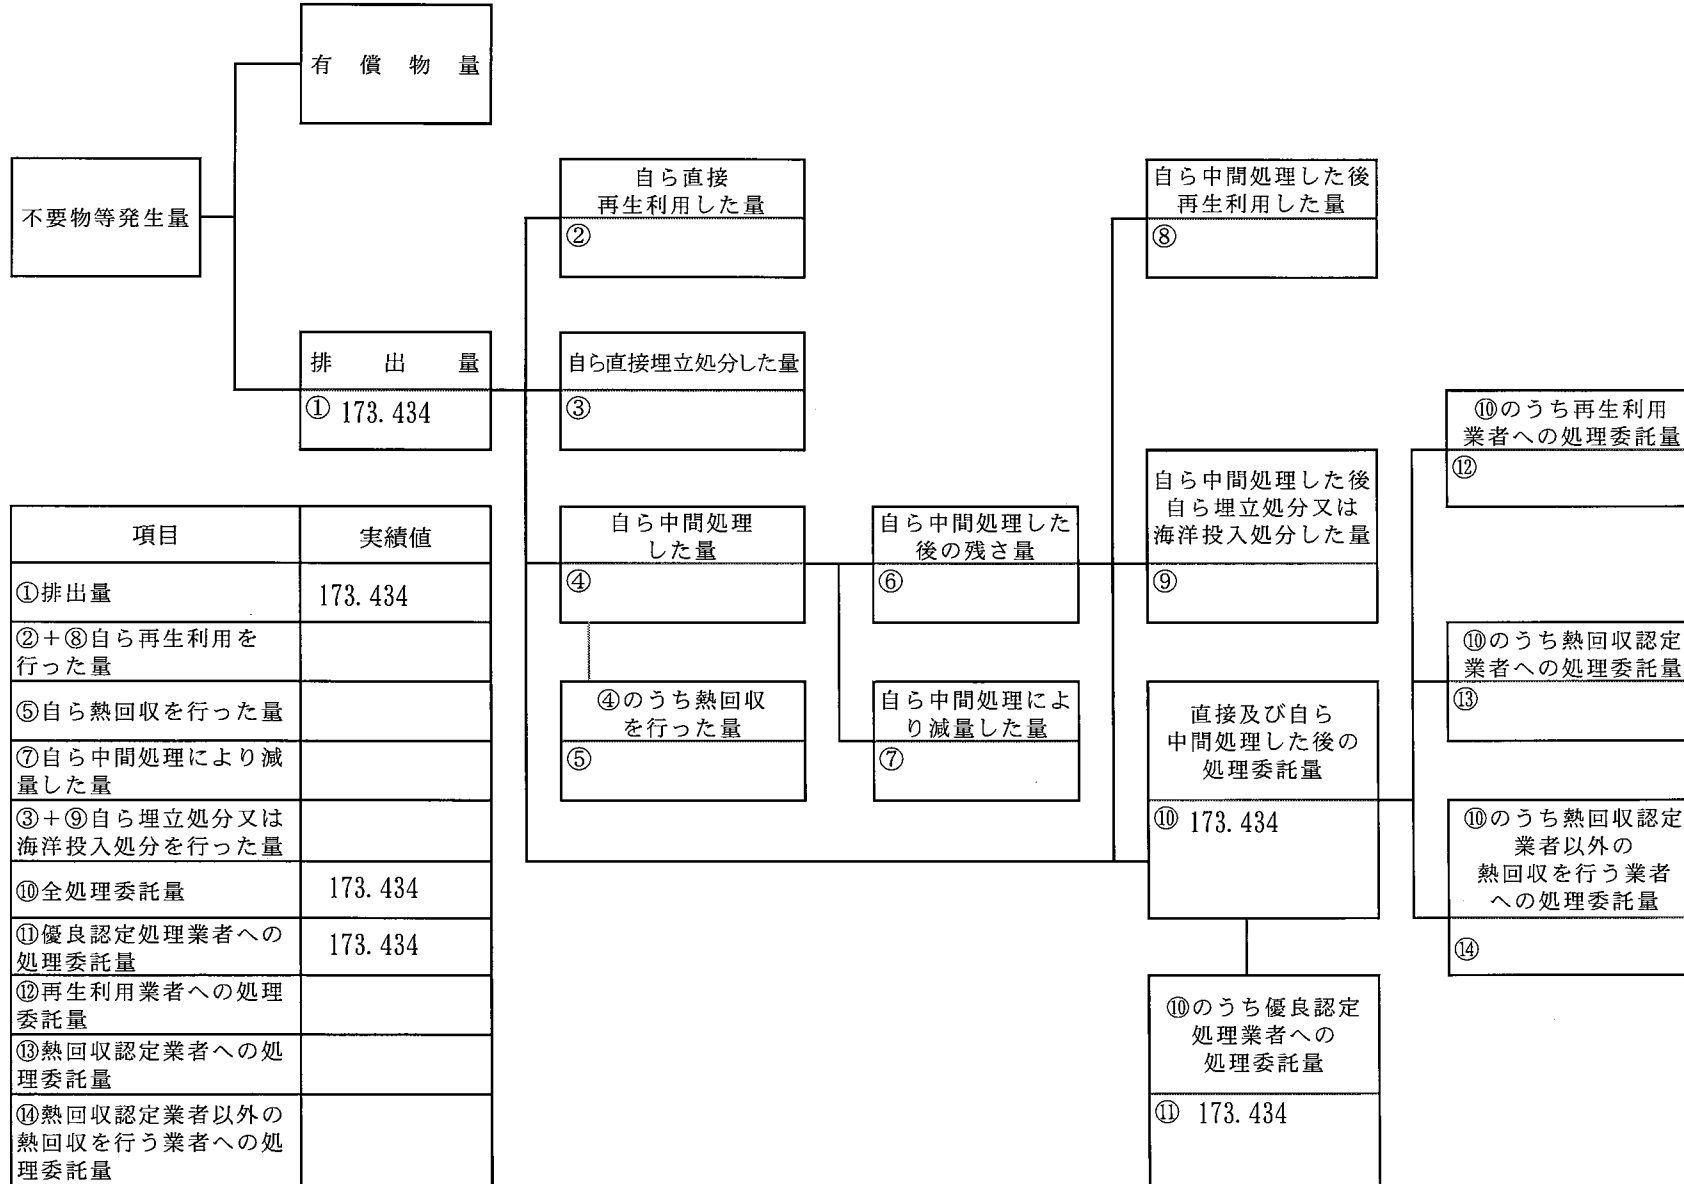 有償物量
不要物等発生量
排出量
① 173.434
自ら直接
再生利用した量
②
自ら直接埋立処分した量
③
自ら中間処理
した量
④
④のうち熱回収
を行った量
⑤
自ら中間処理した
後の残さ量
⑥
自ら中間処理によ
り減量した量
⑦
自ら中間処理した後
再生利用した量
⑧
自ら中間処理した後
自ら埋立処分又は
海洋投入処分した量
⑨
直接及び自ら
中間処理した後の
処理委託量
⑩ 173.434
⑩のうち優良認定
処理業者への
処理委託量
⑪ 173.434
⑩のうち再生利用
業者への処理委託量
⑫
⑩のうち熱回収認定
業者への処理委託量
⑬
⑩のうち熱回収認定
業者以外の
熱回収を行う業者
への処理委託量
⑭
項目 実績値
①排出量 173.434
②+⑧自ら再生利用を
行った量
⑤自ら熱回収を行った量
⑦自ら中間処理により減
量した量
③+⑨自ら埋立処分又は
海洋投入処分を行った量
⑩全処理委託量 173.434
⑪優良認定処理業者への
処理委託量 173.434
⑫再生利用業者への処理
委託量
⑬熱回収認定業者への処
理委託量
⑭熱回収認定業者以外の
熱回収を行う業者への処
理委託量